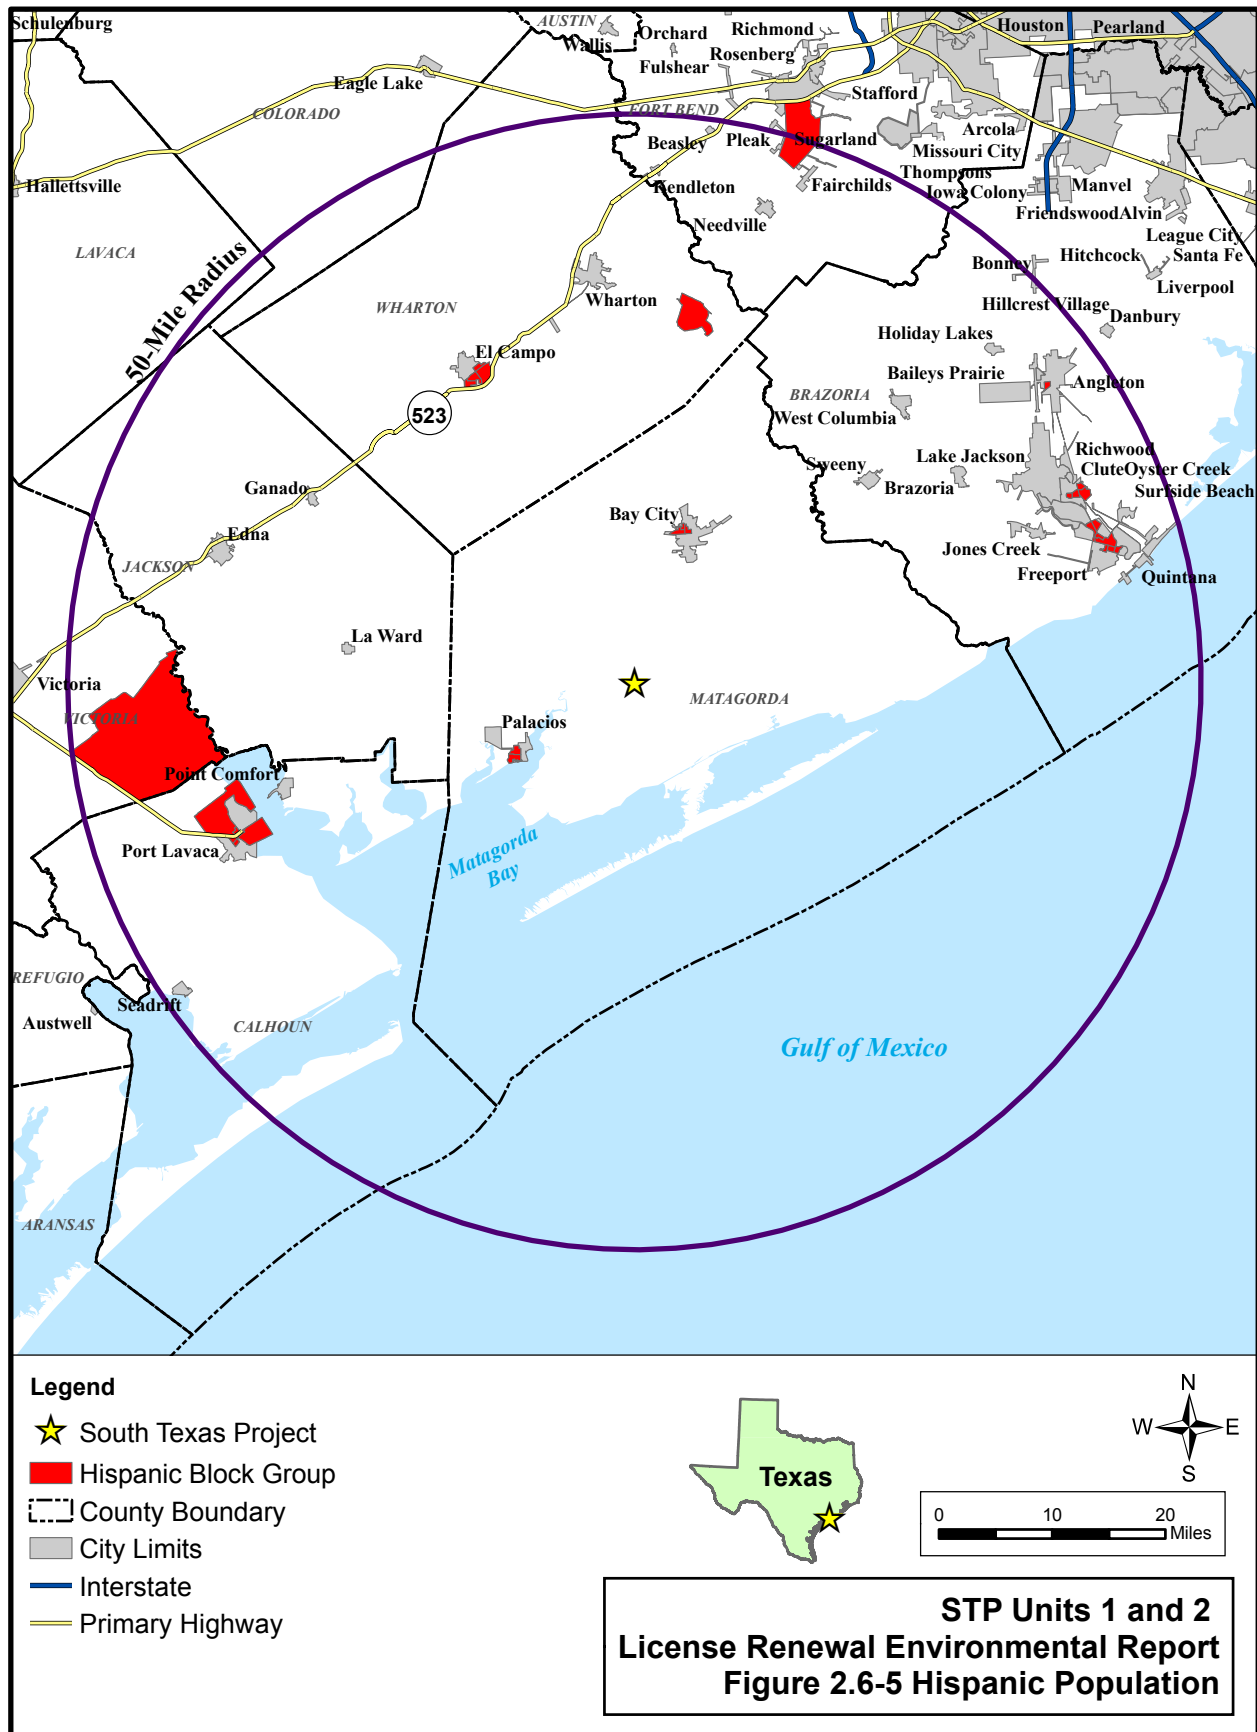 Schulenburg
AUSTIN
Wallis
Orchard
Fulshear
Richmond
Rosenberg
Houston
Pearland
Eagle Lake
COLORADO
FORT BEND
Stafford
Beasley
Pleak
Sugarland
Arcola
Missouri City
Thompsons
Hallettsville
Kendleton
Fairchilds
Iowa Colony
Manvel
Needville
Friendswood
Alvin
League City
LAVACA
50-Mile Radius
Bonney
Hitchcock
Santa Fe
Liverpool
WHARTON
Wharton
Hillcrest Village
Danbury
Holiday Lakes
El Campo
Baileys Prairie
Angleton
BRAZORIA
523
West Columbia
Richwood
Sweeny
Lake Jackson
Clute
Oyster Creek
Brazoria
Surfside Beach
Ganado
Bay City
Edna
Jones Creek
JACKSON
Freeport
Quintana
La Ward
Victoria
VICTORIA
MATAGORDA
Palacios
Point Comfort
Port Lavaca
Matagorda
Bay
REFUGIO
Seadrift
Austwell
CALHOUN
Gulf of Mexico
ARANSAS
Legend
South Texas Project
Hispanic Block Group
County Boundary
City Limits
Interstate
Primary Highway
Texas
N
W
E
S
0 10 20
Miles
STP Units 1 and 2
License Renewal Environmental Report
Figure 2.6-5 Hispanic Population